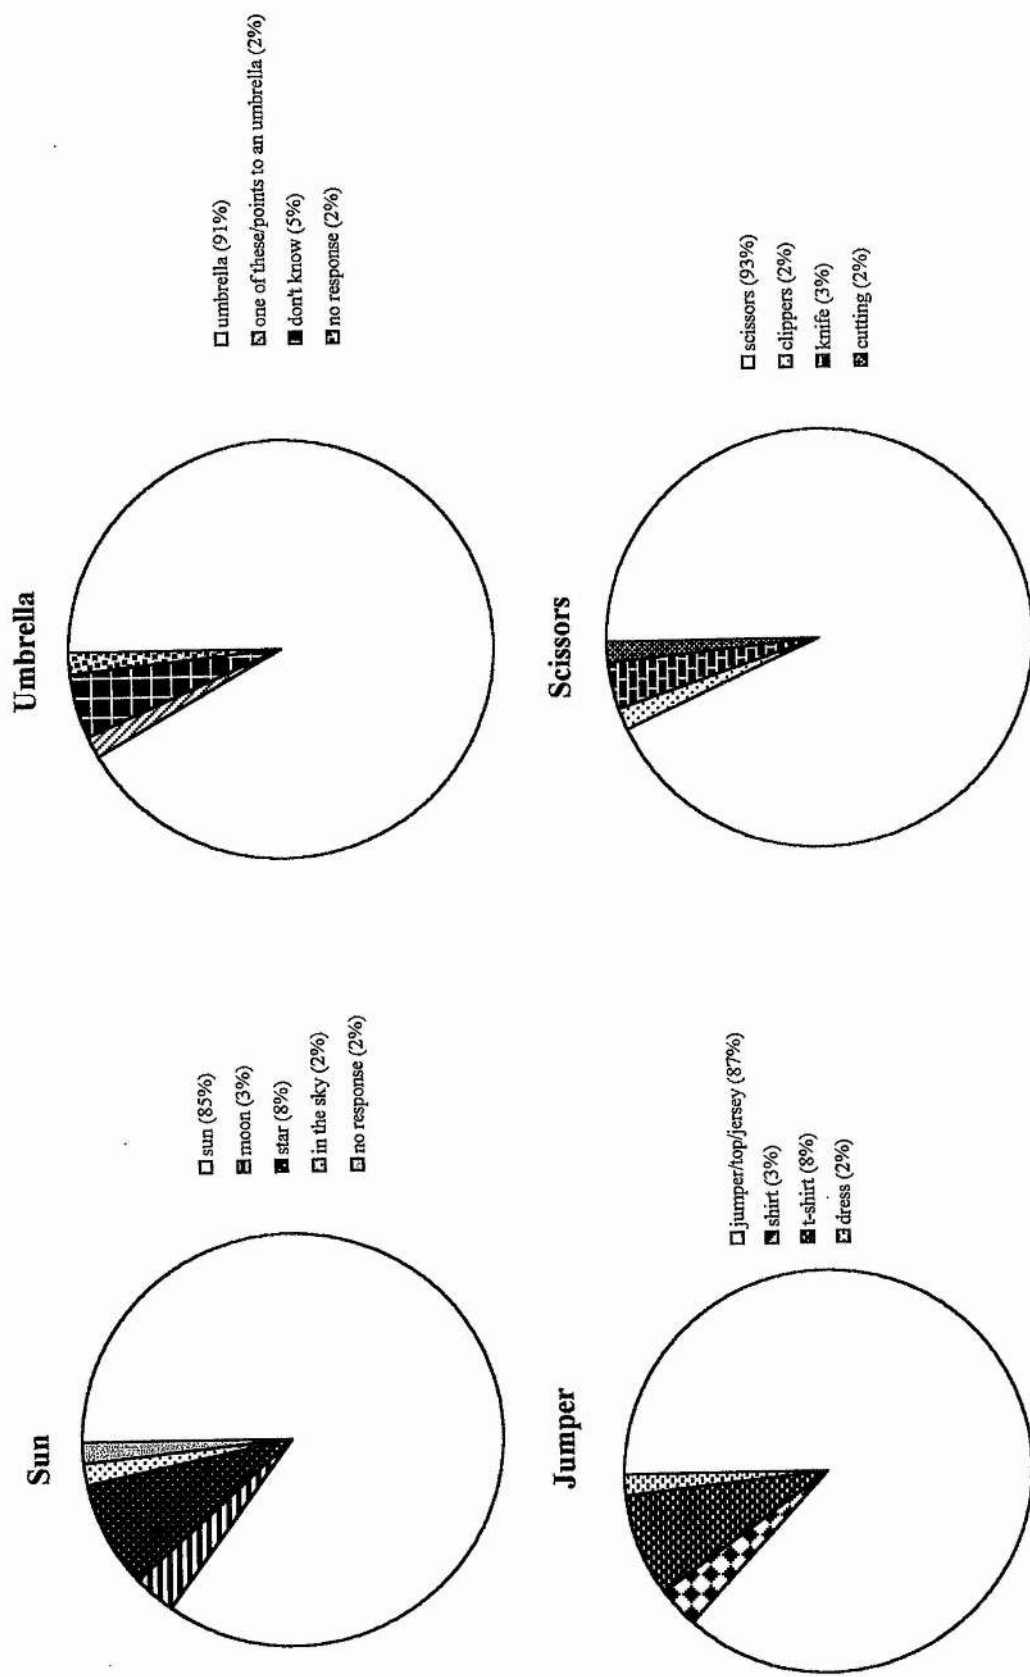 Sun
sun (85%)
moon (3%)
star (8%)
in the sky (2%)
no response (2%)
Umbrella
umbrella (91%)
one of these/points to an umbrella (2%)
don't know (5%)
no response (2%)
Jumper
jumper/top/jersey (87%)
shirt (3%)
t-shirt (8%)
dress (2%)
Scissors
scissors (93%)
clippers (2%)
knife (3%)
cutting (2%)